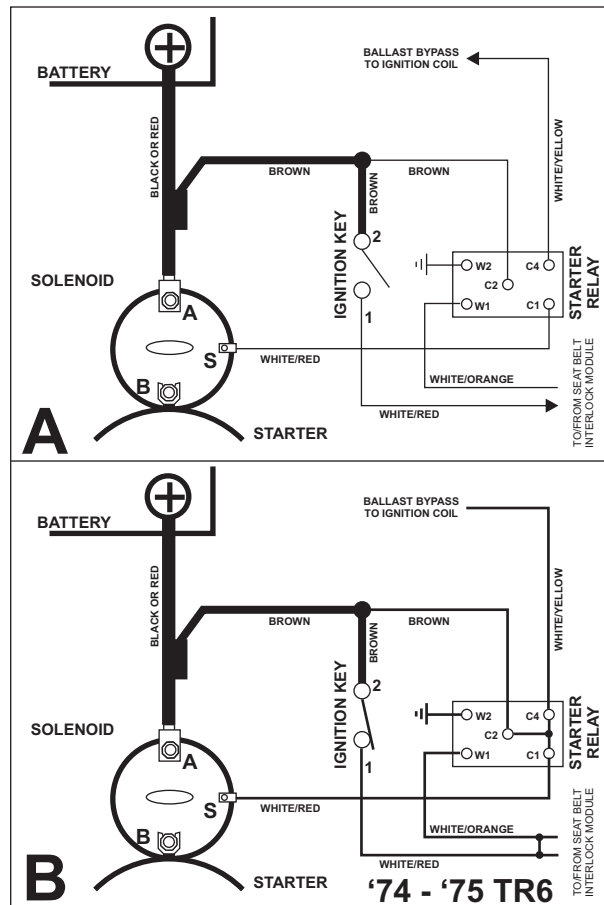 BATTERY
BALLAST BYPASS
TO IGNITION COIL
BLACK OR RED
BROWN
BROWN
BROWN
WHITE/YELLOW
IGNITION KEY
2
1
SOLENOID
A
S
B
W2
C4
C2
W1
C1
STARTER
RELAY
WHITE/RED
WHITE/ORANGE
WHITE/RED
TO/FROM SEAT BELT
INTERLOCK MODULE
STARTER
A
BATTERY
BALLAST BYPASS
TO IGNITION COIL
BLACK OR RED
BROWN
BROWN
BROWN
WHITE/YELLOW
IGNITION KEY
2
1
SOLENOID
A
S
B
W2
C4
C2
W1
C1
STARTER
RELAY
WHITE/RED
WHITE/ORANGE
WHITE/RED
TO/FROM SEAT BELT
INTERLOCK MODULE
STARTER
B
‘74 - ‘75 TR6